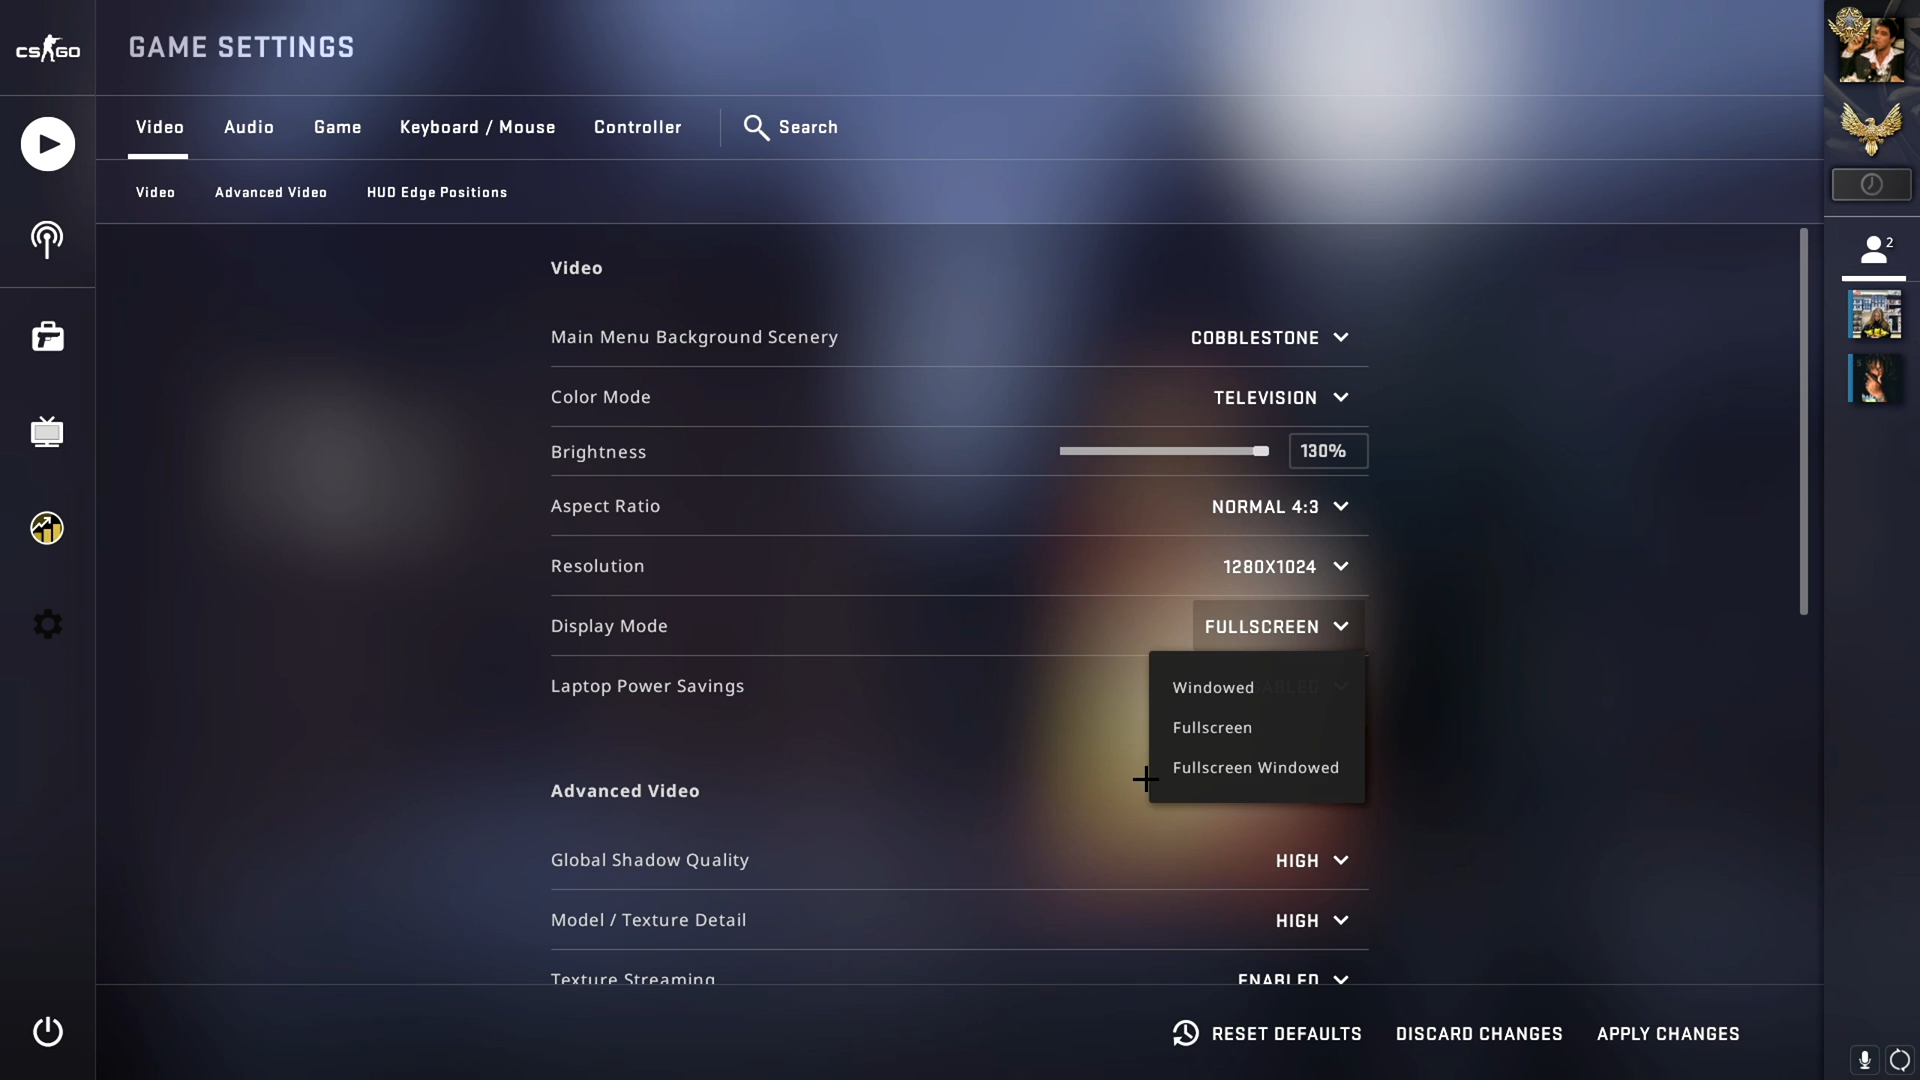 CS GO
GAME SETTINGS
Video
Audio
Game
Keyboard / Mouse
Controller
Search
Video
Advanced Video
HUD Edge Positions
2
Video
Main Menu Background Scenery
COBBLESTONE
Color Mode
TELEVISION
Brightness
130%
Aspect Ratio
NORMAL 4:3
Resolution
1280X1024
Display Mode
FULLSCREEN
Laptop Power Savings
Windowed
Fullscreen
Fullscreen Windowed
Advanced Video
Global Shadow Quality
HIGH
Model / Texture Detail
HIGH
Texture Streaming
ENABLED
RESET DEFAULTS
DISCARD CHANGES
APPLY CHANGES